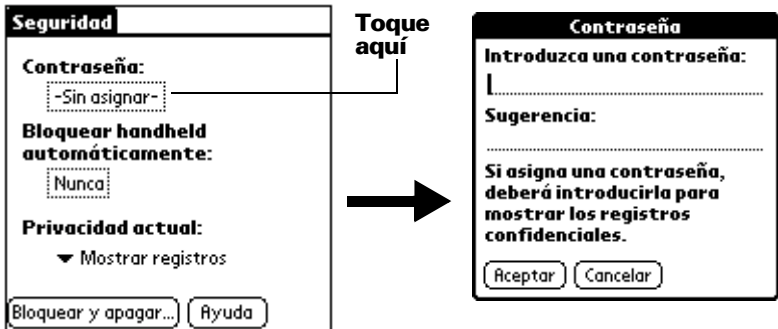 Seguridad
Contraseña:
-Sin asignar-
Bloquear handheld
automáticamente:
Nunca
Privacidad actual:
Mostrar registros
Bloquear y apagar...
Ayuda
Toque
aquí
Contraseña
Introduzca una contraseña:
Sugerencia:
Si asigna una contraseña,
deberá introducirla para
mostrar los registros
confidenciales.
Aceptar
Cancelar